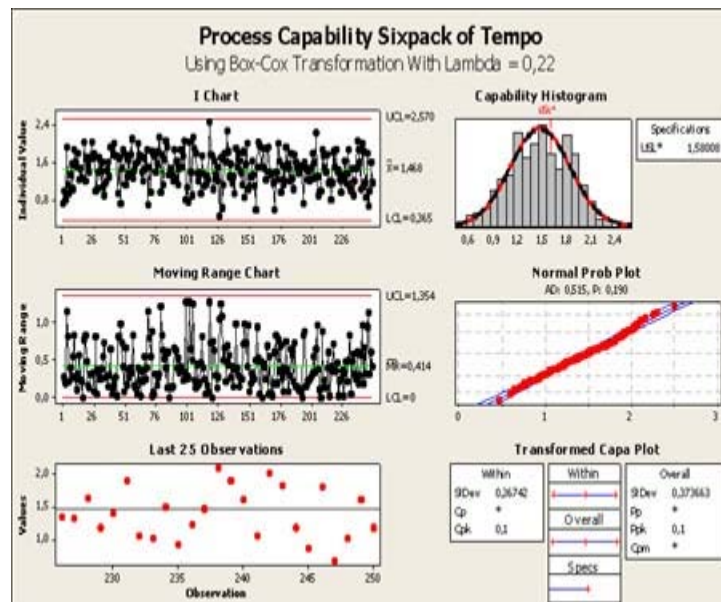 Process Capability Sixpack of Tempo
Using Box-Cox Transformation With Lambda = 0,22
I Chart
Individual Value
2,4
1,6
0,8
UCL=2,570
X=1,468
LCL=0,365
1 26 51 76 101 126 151 176 201 226
Capability Histogram
USL*
0,6 0,9 1,2 1,5 1,8 2,1 2,4
Specifications
USL* 1,58008
Moving Range Chart
Moving Range
1,0
0,5
0,0
UCL=1,354
MR=0,414
LCL=0
1 26 51 76 101 126 151 176 201 226
Normal Prob Plot
AD: 0,515, P: 0,190
0 1 2 3
Last 25 Observations
Values
2,0
1,5
1,0
230 235 240 245 250
Observation
Transformed Capa Plot
Within
StDev
Cp *
Cpk 0,1
Within
Overall
Specs
Overall
StDev 0,373663
Pp *
Ppk 0,1
Cpm *